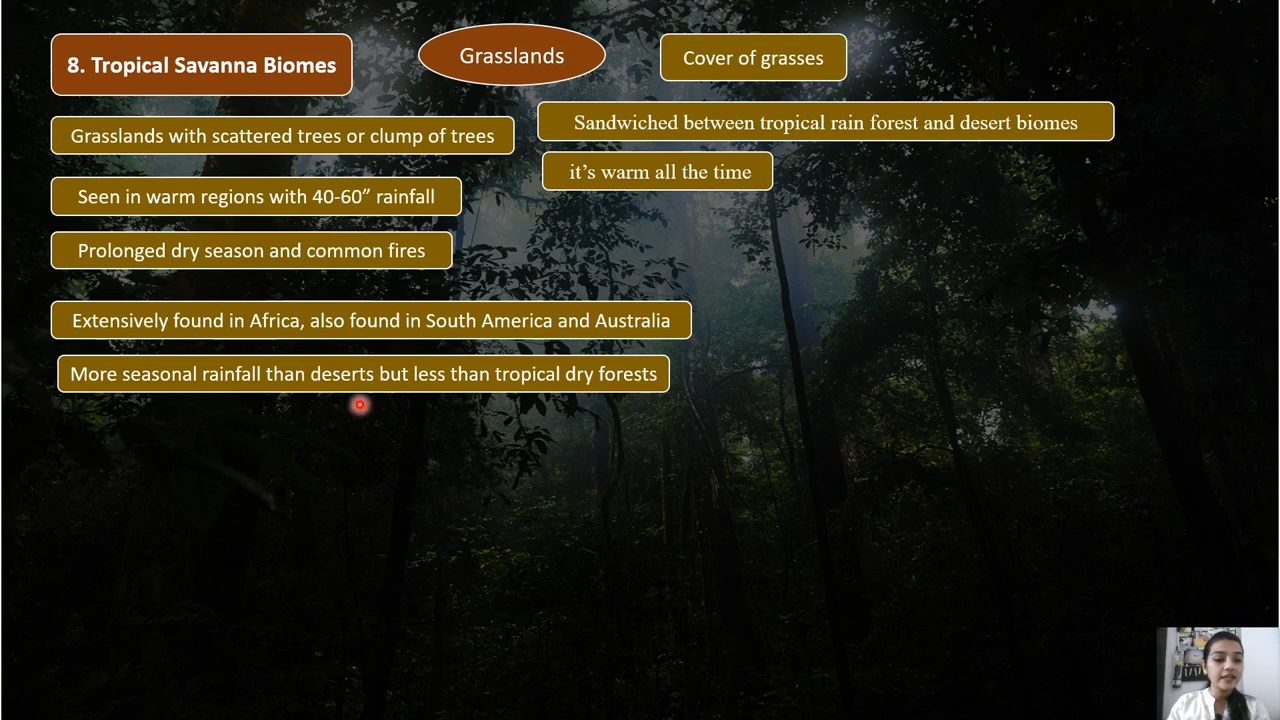 8. Tropical Savanna Biomes
Grasslands
Cover of grasses
Grasslands with scattered trees or clump of trees
Sandwiched between tropical rain forest and desert biomes
it’s warm all the time
Seen in warm regions with 40-60” rainfall
Prolonged dry season and common fires
Extensively found in Africa, also found in South America and Australia
More seasonal rainfall than deserts but less than tropical dry forests